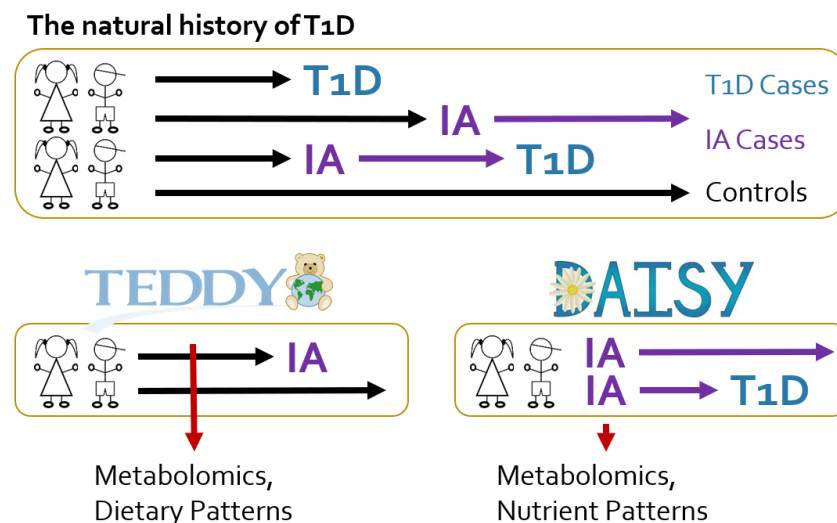 The natural history of T1D
T1D
T1D Cases
IA
IA Cases
IA T1D
Controls
TEDDY
DAISY
IA
IA
IA T1D
Metabolomics,
Dietary Patterns
Metabolomics,
Nutrient Patterns